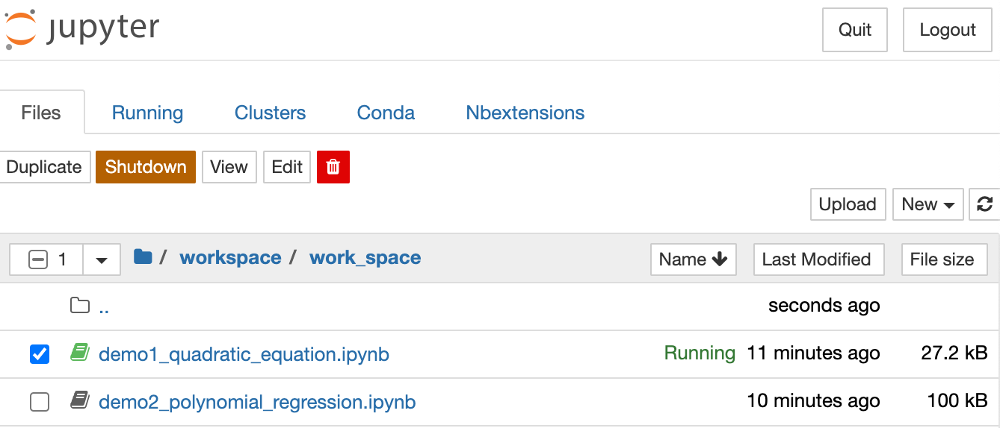 jupyter Quit Logout
Files Running Clusters Conda Nbextensions
Duplicate Shutdown View Edit
Upload New
1 / workspace / work_space Name Last Modified File size
.. seconds ago
demo1_quadratic_equation.ipynb Running 11 minutes ago 27.2 kB
demo2_polynomial_regression.ipynb 10 minutes ago 100 kB